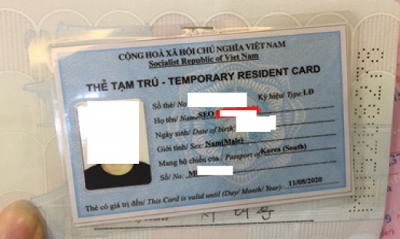 CỘNG HOÀ XÃ HỘI CHỦ NGHĨA VIỆT NAM
Socialist Republic of Viet Nam
THẺ TẠM TRÚ - TEMPORARY RESIDENT CARD
Số thẻ/ No Ký hiệu/ Type LD
Họ tên/ Name SEO
Ngày sinh/ Date of birth
Giới tính/ Sex: Nam(Male)
Mang hộ chiếu của/ Passport of Korea (South)
Số/ No
Thẻ có giá trị đến/ This Card is valid until (Day/ Month/ Year) 11/08/2020